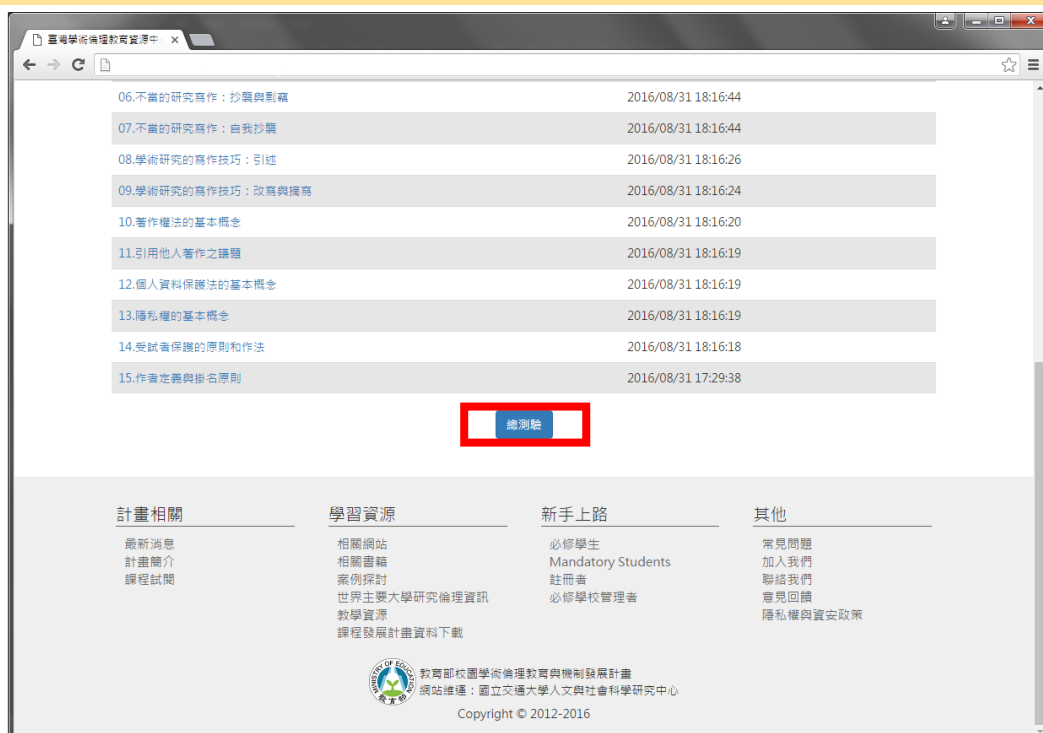 臺灣學術倫理教育資源中
06.不當的研究寫作：抄襲與剽竊 2016/08/31 18:16:44
07.不當的研究寫作：自我抄襲 2016/08/31 18:16:44
08.學術研究的寫作技巧：引述 2016/08/31 18:16:26
09.學術研究的寫作技巧：改寫與摘寫 2016/08/31 18:16:24
10.著作權法的基本概念 2016/08/31 18:16:20
11.引用他人著作之議題 2016/08/31 18:16:19
12.個人資料保護法的基本概念 2016/08/31 18:16:19
13.隱私權的基本概念 2016/08/31 18:16:19
14.受試者保護的原則和作法 2016/08/31 18:16:18
15.作者定義與掛名原則 2016/08/31 17:29:38
總測驗
計畫相關
最新消息
計畫簡介
課程試閱
學習資源
相關網站
相關書籍
案例探討
世界主要大學研究倫理資訊
教學資源
課程發展計畫資料下載
新手上路
必修學生
Mandatory Students
註冊者
必修學校管理者
其他
常見問題
加入我們
聯絡我們
意見回饋
隱私權與資安政策
MINISTRY OF EDUCATION
教育部
教育部校園學術倫理教育與機制發展計畫
網站維運：國立交通大學人文與社會科學研究中心
Copyright © 2012-2016